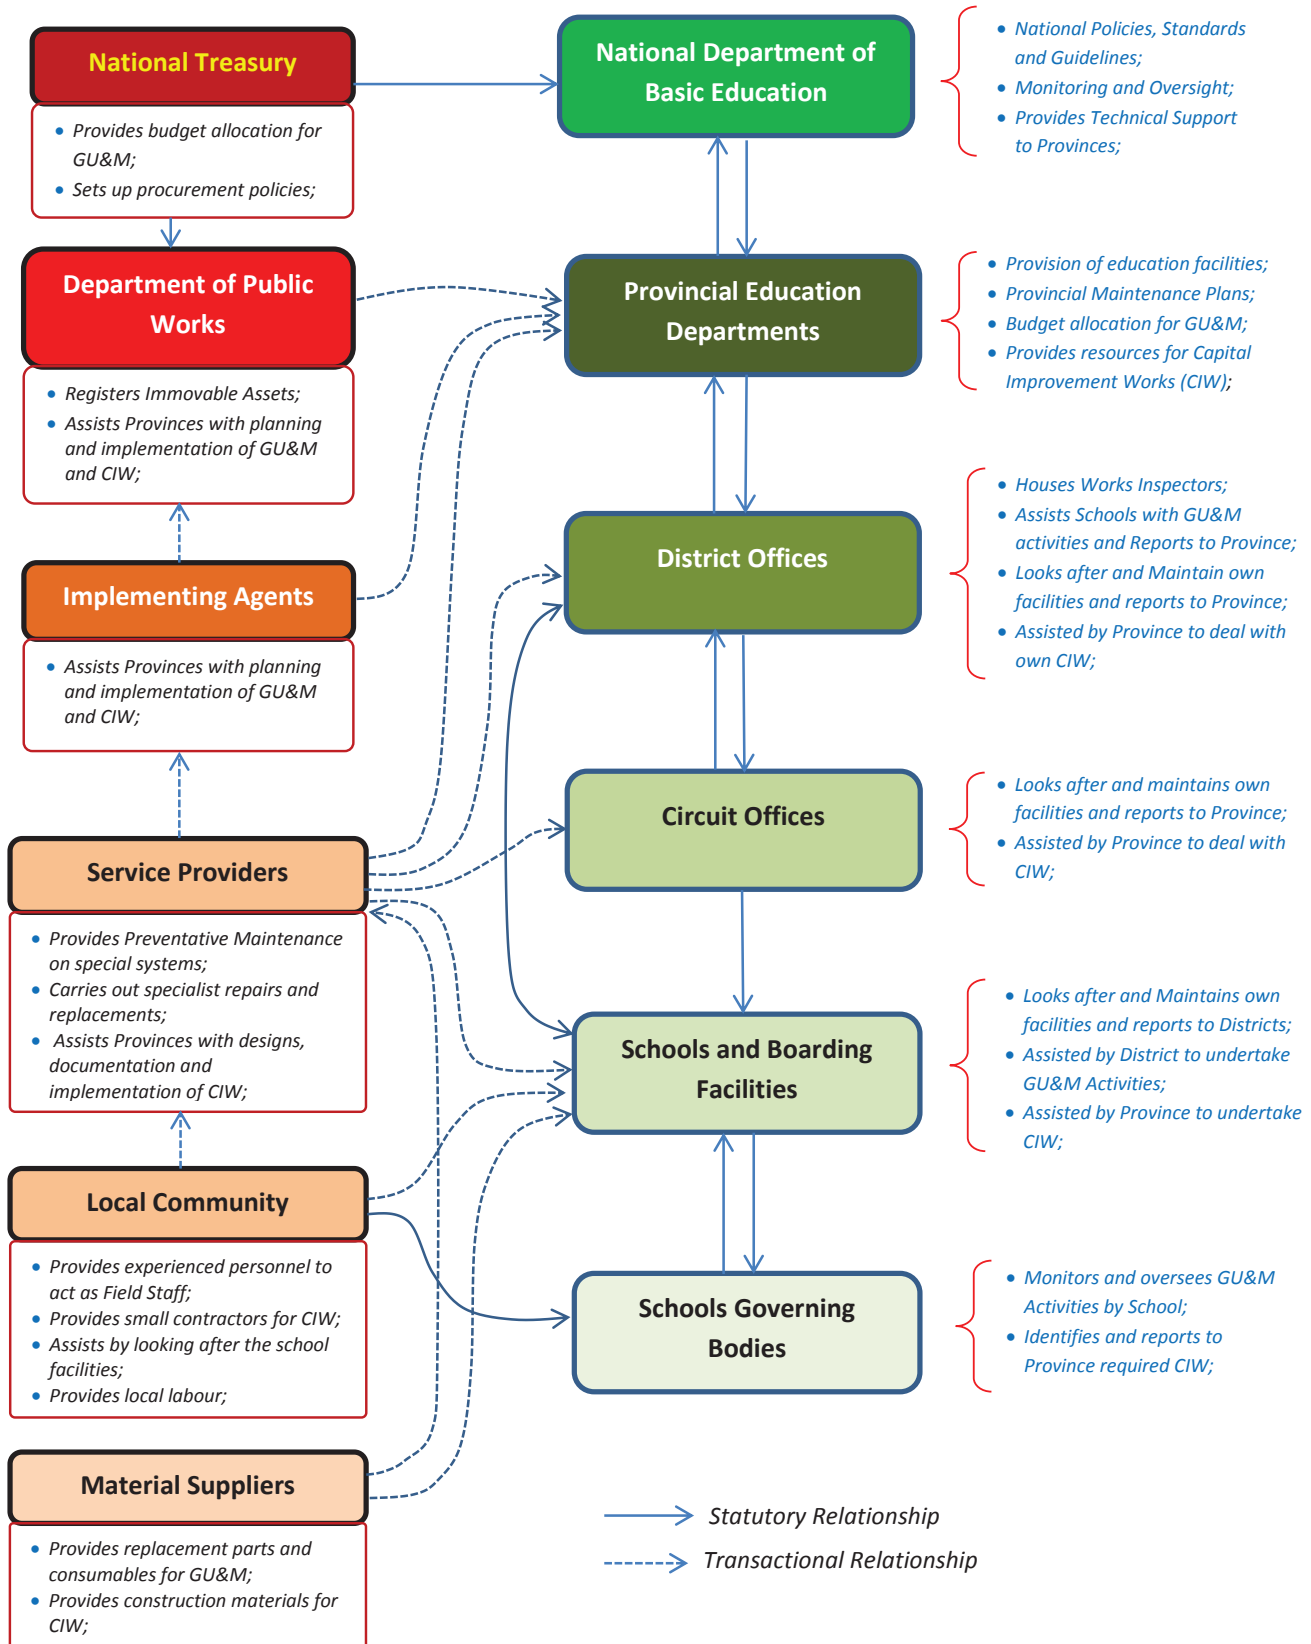 National Treasury
• Provides budget allocation for
GU&M;
• Sets up procurement policies;
Department of Public
Works
• Registers Immovable Assets;
• Assists Provinces with planning
and implementation of GU&M
and CIW;
Implementing Agents
• Assists Provinces with planning
and implementation of GU&M
and CIW;
Service Providers
• Provides Preventative Maintenance
on special systems;
• Carries out specialist repairs and
replacements;
• Assists Provinces with designs,
documentation and
implementation of CIW;
Local Community
• Provides experienced personnel to
act as Field Staff;
• Provides small contractors for CIW;
• Assists by looking after the school
facilities;
• Provides local labour;
Material Suppliers
• Provides replacement parts and
consumables for GU&M;
• Provides construction materials for
CIW;
National Department of
Basic Education
• National Policies, Standards
and Guidelines;
• Monitoring and Oversight;
• Provides Technical Support
to Provinces;
Provincial Education
Departments
• Provision of education facilities;
• Provincial Maintenance Plans;
• Budget allocation for GU&M;
• Provides resources for Capital
Improvement Works (CIW);
District Offices
• Houses Works Inspectors;
• Assists Schools with GU&M
activities and Reports to Province;
• Looks after and Maintain own
facilities and reports to Province;
• Assisted by Province to deal with
own CIW;
Circuit Offices
• Looks after and maintains own
facilities and reports to Province;
• Assisted by Province to deal with
CIW;
Schools and Boarding
Facilities
• Looks after and Maintains own
facilities and reports to Districts;
• Assisted by District to undertake
GU&M Activities;
• Assisted by Province to undertake
CIW;
Schools Governing
Bodies
• Monitors and oversees GU&M
Activities by School;
• Identifies and reports to
Province required CIW;
Statutory Relationship
Transactional Relationship